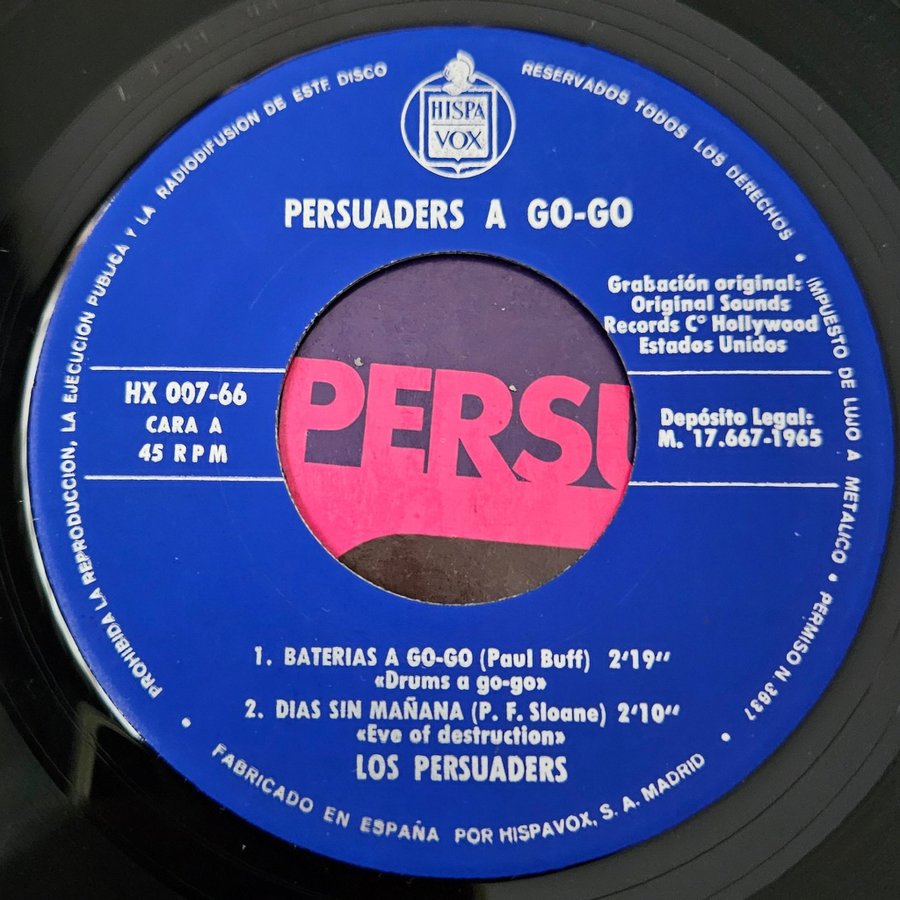 HISPA
VOX
PERSUADERS A GO-GO
Grabación original:
Original Sounds
Records Cº Hollywood
Estados Unidos
HX 007-66
CARA A
45 RPM
Depósito Legal:
M. 17.667-1965
PERSU
1. BATERIAS A GO-GO (Paul Buff) 2'19"
«Drums a go-go»
2. DIAS SIN MAÑANA (P. F. Sloane) 2'10"
«Eve of destruction»
LOS PERSUADERS
PROHIBIDA LA REPRODUCCION, LA EJECUCION PUBLICA Y LA RADIODIFUSION DE ESTE DISCO
RESERVADOS TODOS LOS DERECHOS • IMPUESTO DE LUJO A METALICO • PERMISO N 3637 •
FABRICADO EN ESPAÑA POR HISPAVOX, S. A. MADRID